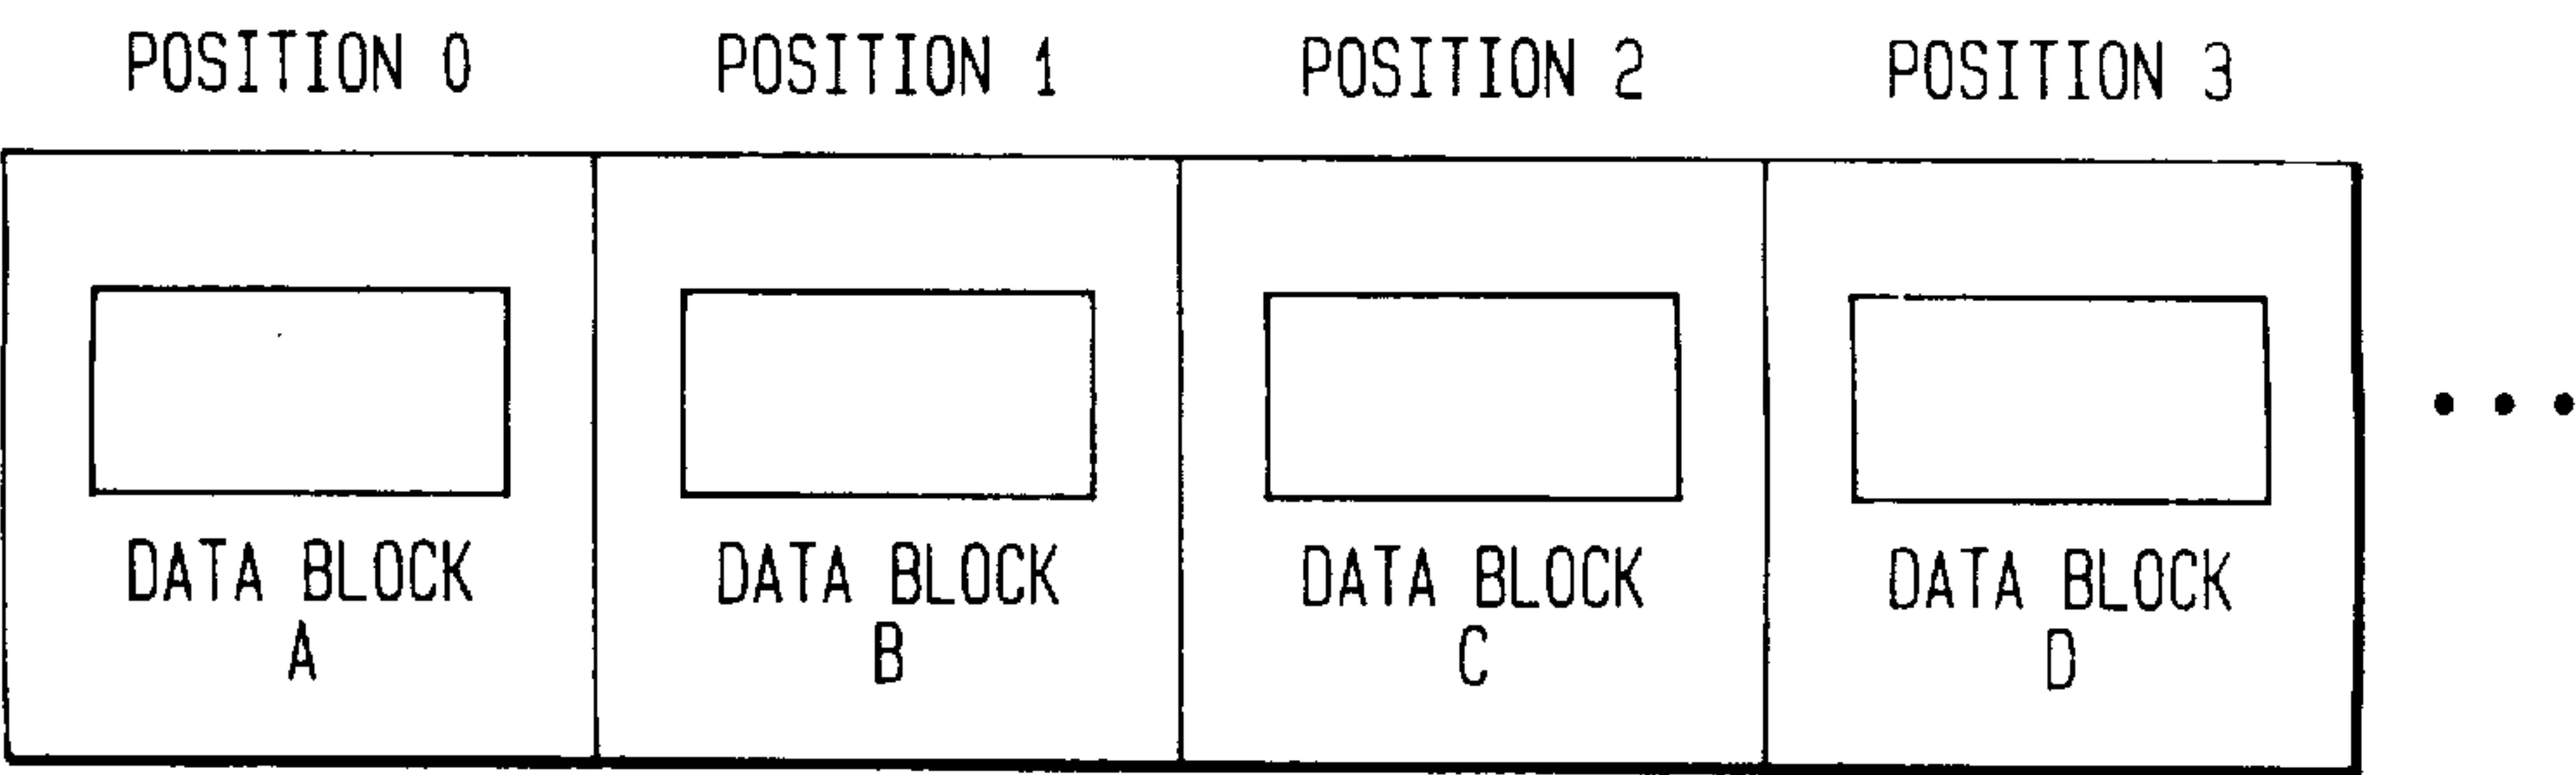 POSITION 0 POSITION 1 POSITION 2 POSITION 3
DATA BLOCK DATA BLOCK DATA BLOCK DATA BLOCK
A B C D